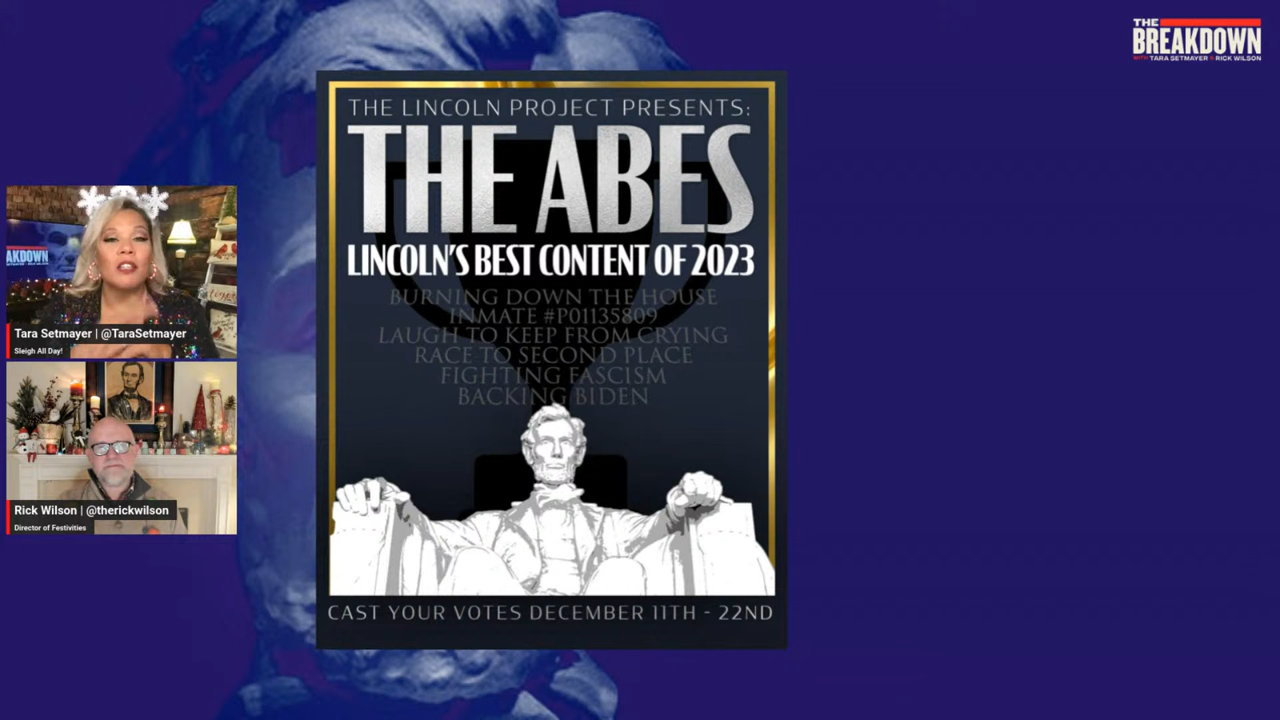 THE
BREAKDOWN
WITH TARA SETMAYER & RICK WILSON
THE LINCOLN PROJECT PRESENTS:
THE ABES
LINCOLN'S BEST CONTENT OF 2023
BURNING DOWN THE HOUSE
INMATE #P01135809
LAUGH TO KEEP FROM CRYING
RACE TO SECOND PLACE
FIGHTING FASCISM
BACKING BIDEN
CAST YOUR VOTES DECEMBER 11TH - 22ND
AKDOWN
Tara Setmayer | @TaraSetmayer
Sleigh All Day!
Rick Wilson | @therickwilson
Director of Festivities